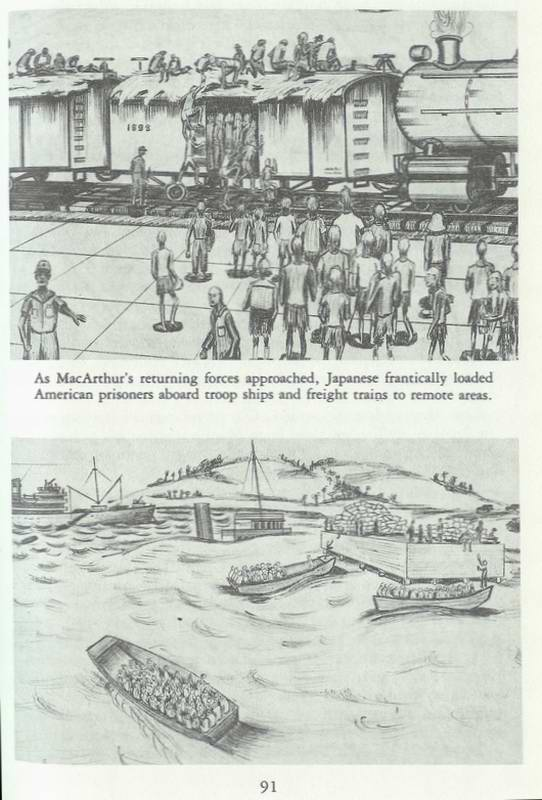 1692
As MacArthur's returning forces approached, Japanese frantically loaded
American prisoners aboard troop ships and freight trains to remote areas.
91